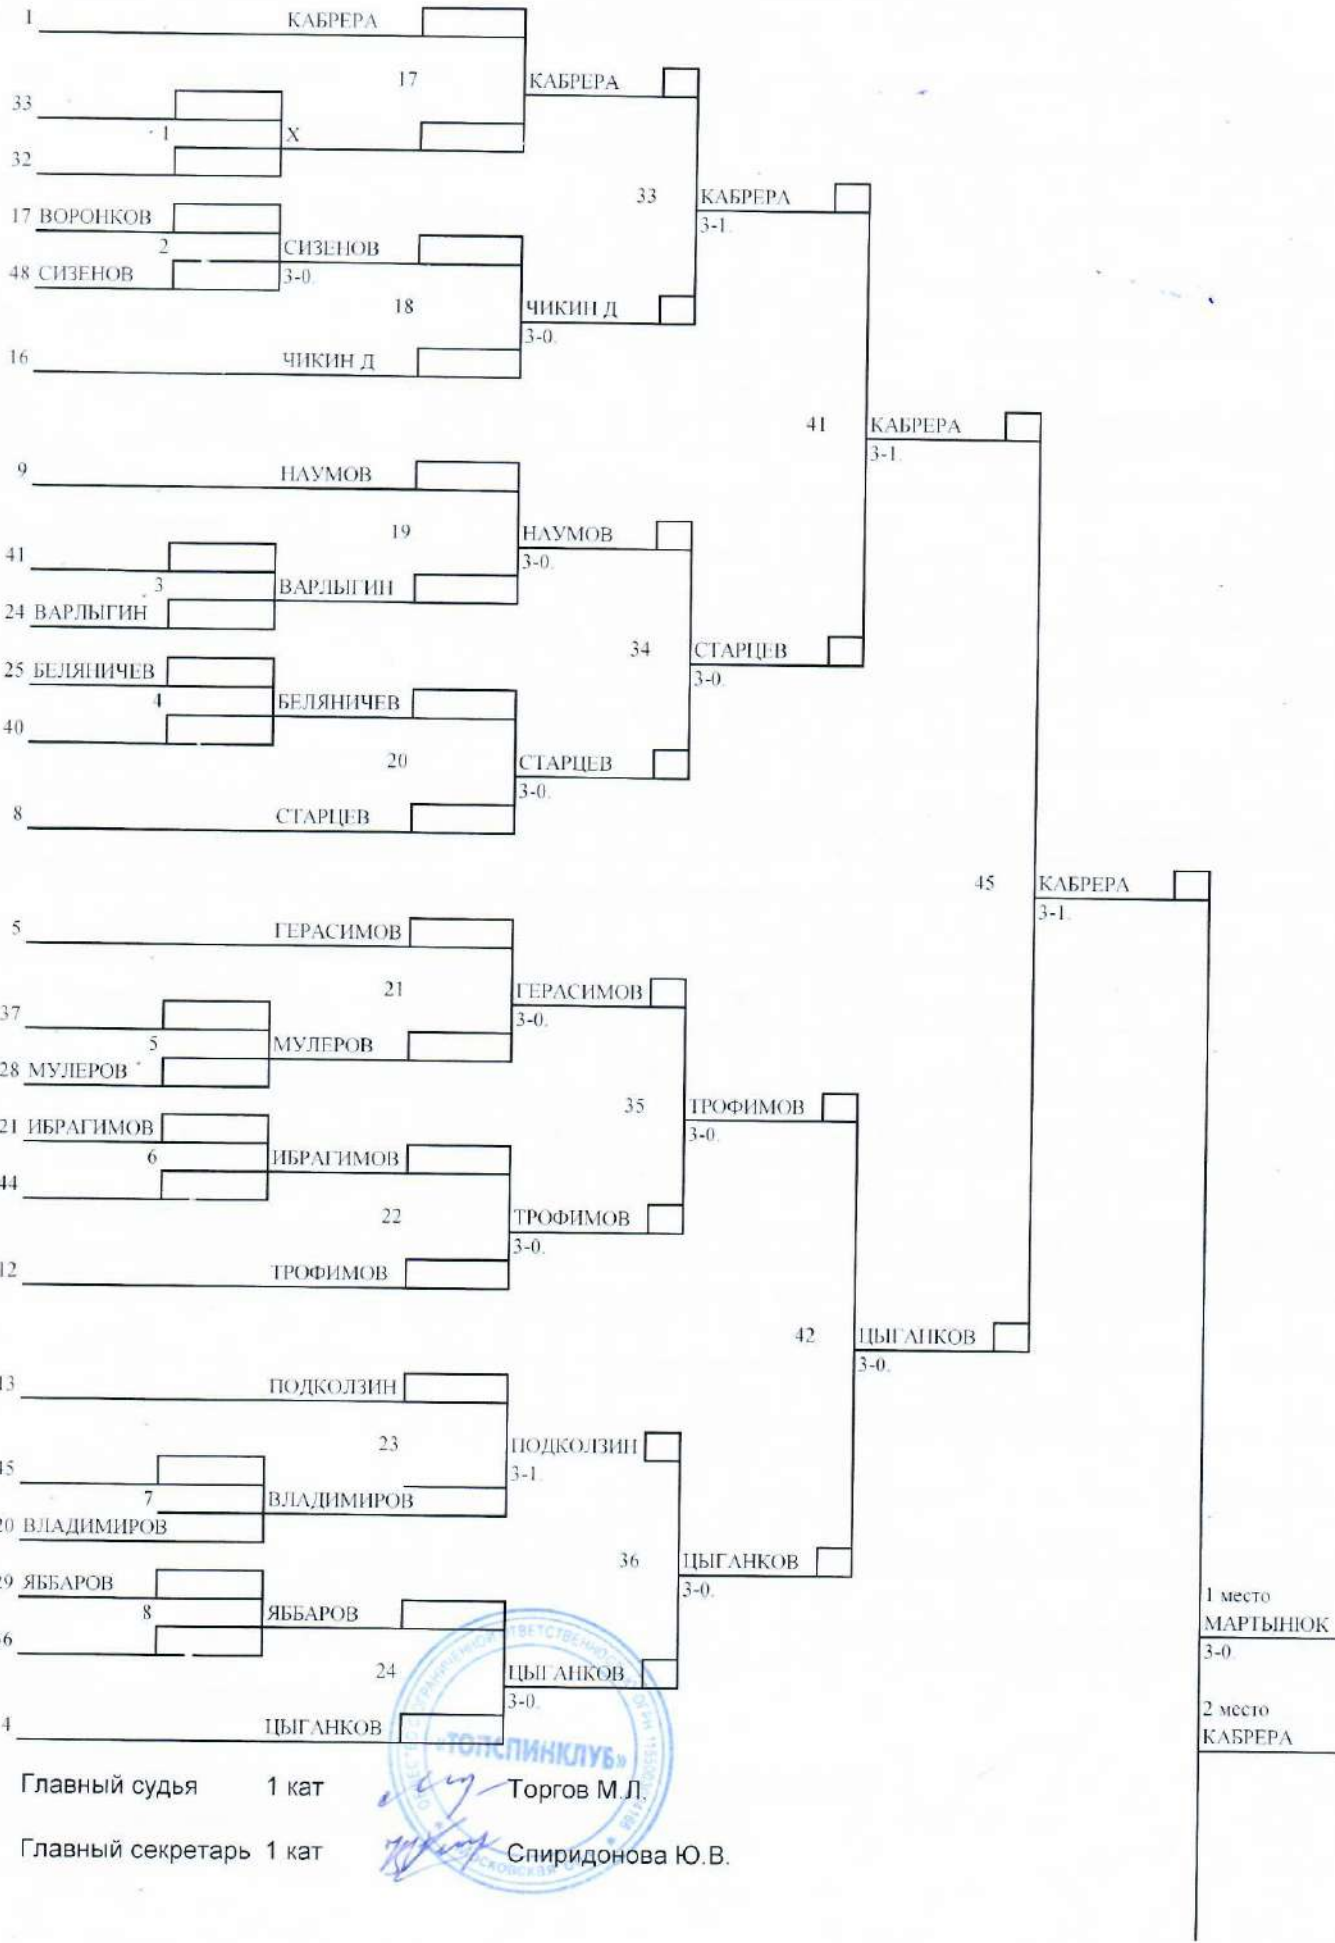 1 КАБРЕРА
17 КАБРЕРА
33
1 X
32
33 КАБРЕРА
3-1.
17 ВОРОНКОВ
2 СИЗЕНОВ
48 СИЗЕНОВ 3-0.
18 ЧИКИН Д
3-0.
16 ЧИКИН Д
41 КАБРЕРА
3-1.
9 НАУМОВ
19 НАУМОВ
3-0.
41
3 ВАРЛЫГИН
24 ВАРЛЫГИН
34 СТАРЦЕВ
3-0.
25 БЕЛЯНИЧЕВ
4 БЕЛЯНИЧЕВ
40
20 СТАРЦЕВ
3-0.
8 СТАРЦЕВ
45 КАБРЕРА
3-1.
5 ГЕРАСИМОВ
21 ГЕРАСИМОВ
3-0.
37
5 МУЛЕРОВ
28 МУЛЕРОВ
35 ТРОФИМОВ
3-0.
21 ИБРАГИМОВ
6 ИБРАГИМОВ
44
22 ТРОФИМОВ
3-0.
12 ТРОФИМОВ
42 ЦЫГАНКОВ
3-0.
13 ПОДКОЛЗИН
23 ПОДКОЛЗИН
3-1.
45
7 ВЛАДИМИРОВ
20 ВЛАДИМИРОВ
36 ЦЫГАНКОВ
3-0.
29 ЯББАРОВ
8 ЯББАРОВ
36
24 ЦЫГАНКОВ
3-0.
4 ЦЫГАНКОВ
1 место
МАРТЫНЮК
3-0.
2 место
КАБРЕРА
«ТОПСПИНКЛУБ»
Главный судья 1 кат Торгов М.Л.
Главный секретарь 1 кат Спиридонова Ю.В.